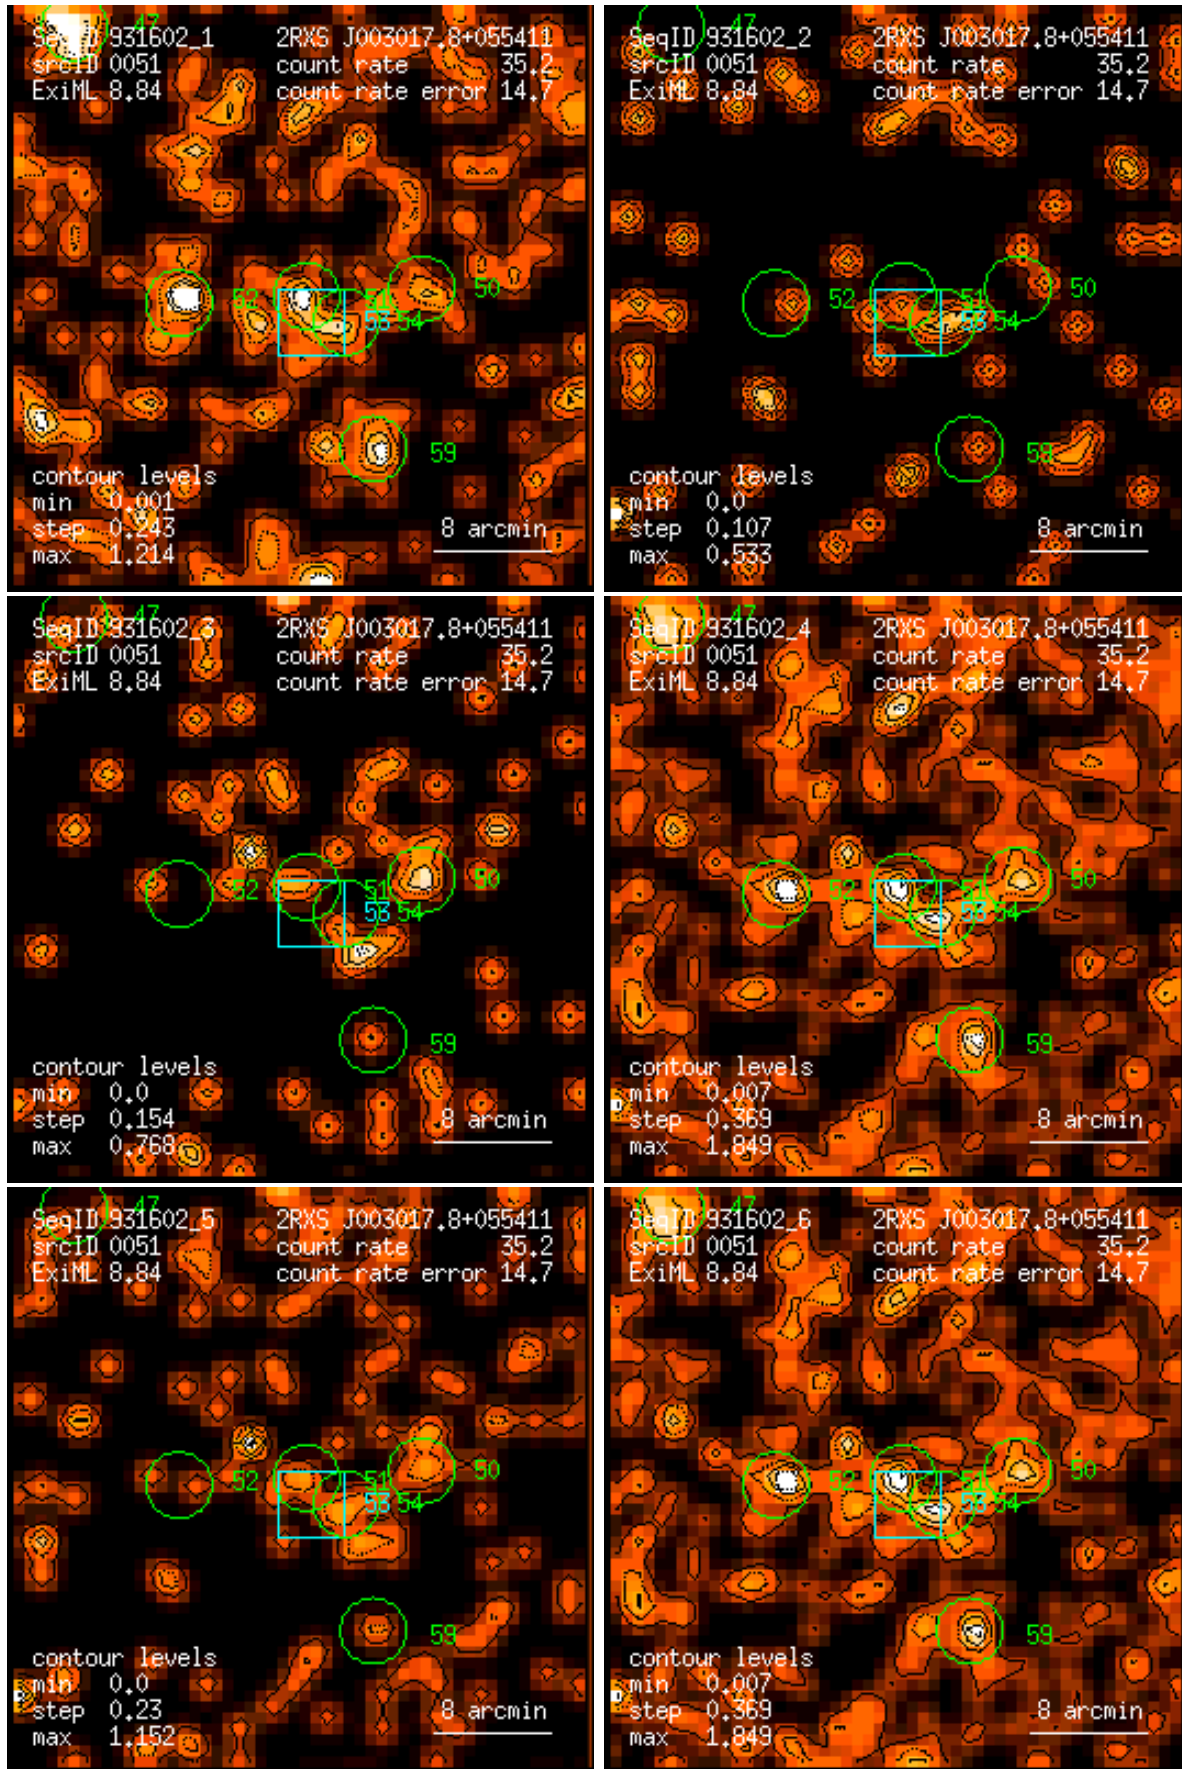 47
SeqID 931602_1 2RXS J003017.8+055411
srcID 0051 count rate 35.2
ExiML 8.84 count rate error 14.7
52 51 50
53 54
59
contour levels
min 0.001
step 0.243 8 arcmin
max 1.214
47
SeqID 931602_2 2RXS J003017.8+055411
srcID 0051 count rate 35.2
ExiML 8.84 count rate error 14.7
52 51 50
53 54
59
contour levels
min 0.0
step 0.107 8 arcmin
max 0.533
47
SeqID 931602_3 2RXS J003017.8+055411
srcID 0051 count rate 35.2
ExiML 8.84 count rate error 14.7
52 51 50
53 54
59
contour levels
min 0.0
step 0.154 8 arcmin
max 0.768
47
SeqID 931602_4 2RXS J003017.8+055411
srcID 0051 count rate 35.2
ExiML 8.84 count rate error 14.7
52 51 50
53 54
59
contour levels
min 0.007
step 0.369 8 arcmin
max 1.849
47
SeqID 931602_5 2RXS J003017.8+055411
srcID 0051 count rate 35.2
ExiML 8.84 count rate error 14.7
52 51 50
53 54
59
contour levels
min 0.0
step 0.23 8 arcmin
max 1.152
47
SeqID 931602_6 2RXS J003017.8+055411
srcID 0051 count rate 35.2
ExiML 8.84 count rate error 14.7
52 51 50
53 54
59
contour levels
min 0.007
step 0.369 8 arcmin
max 1.849